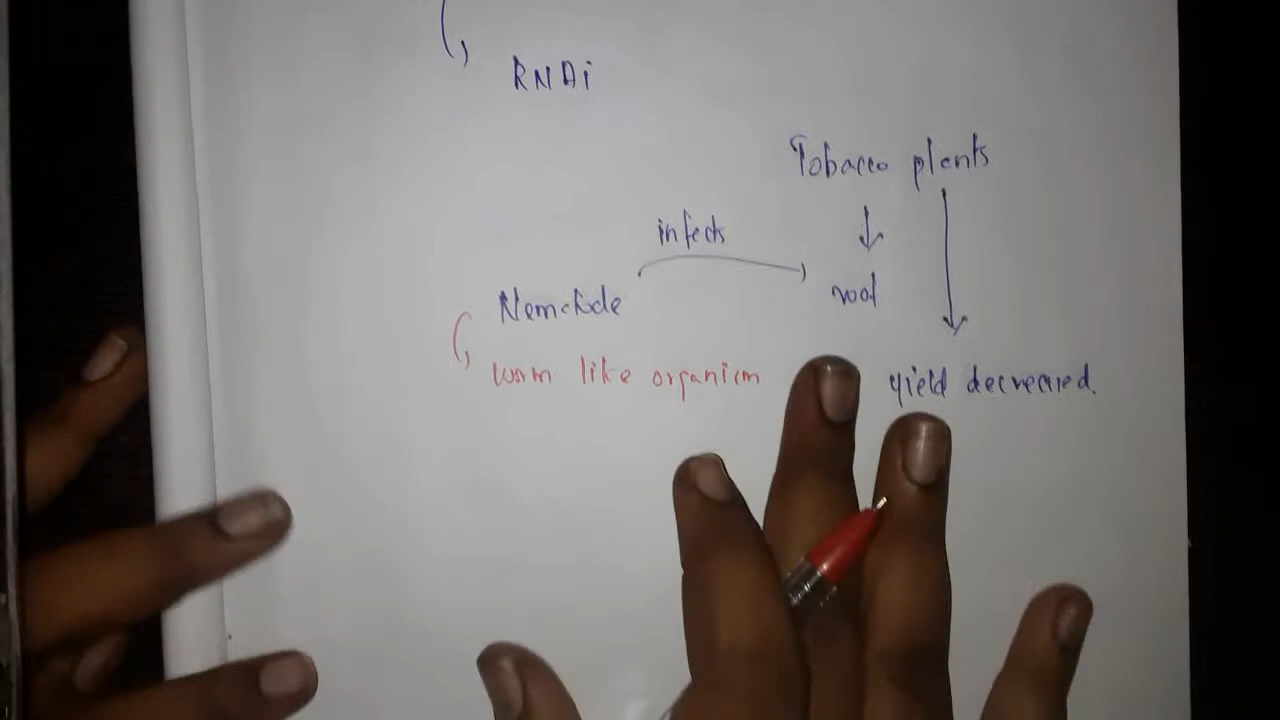 RNAi
Tobacco plants
infects
Nematode
root
worm like organism
yield decreased.